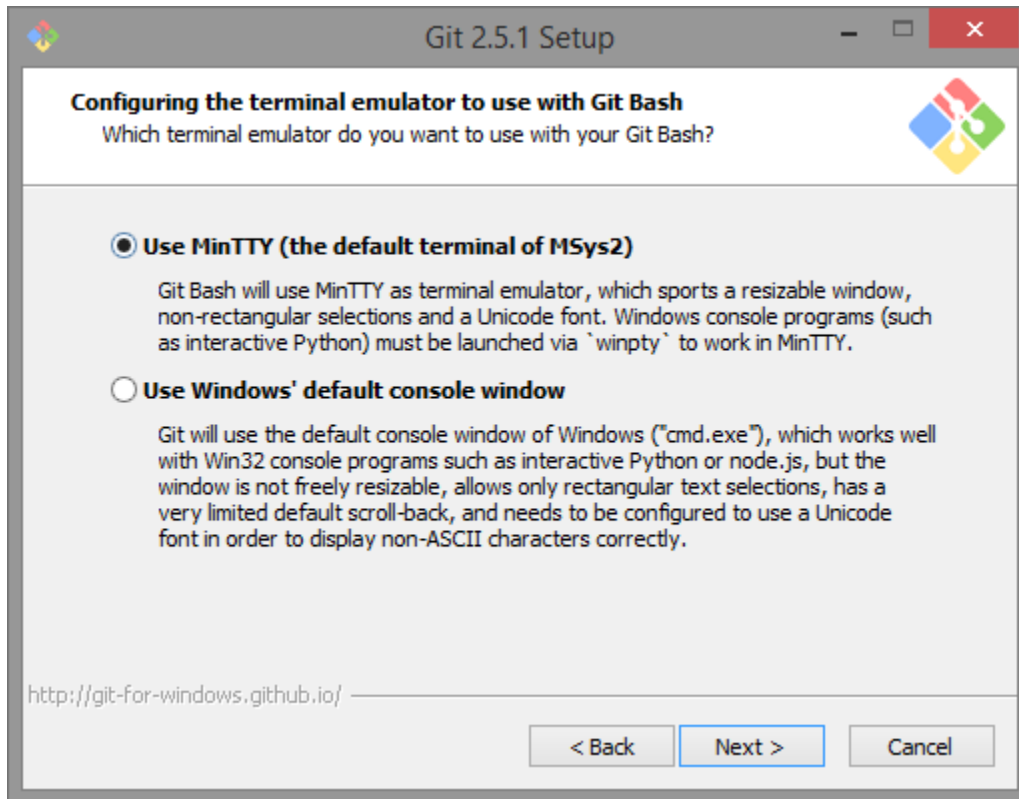 Git 2.5.1 Setup
Configuring the terminal emulator to use with Git Bash
Which terminal emulator do you want to use with your Git Bash?
Use MinTTY (the default terminal of MSys2)
Git Bash will use MinTTY as terminal emulator, which sports a resizable window,
non-rectangular selections and a Unicode font. Windows console programs (such
as interactive Python) must be launched via `winpty` to work in MinTTY.
Use Windows' default console window
Git will use the default console window of Windows ("cmd.exe"), which works well
with Win32 console programs such as interactive Python or node.js, but the
window is not freely resizable, allows only rectangular text selections, has a
very limited default scroll-back, and needs to be configured to use a Unicode
font in order to display non-ASCII characters correctly.
http://git-for-windows.github.io/
< Back Next > Cancel